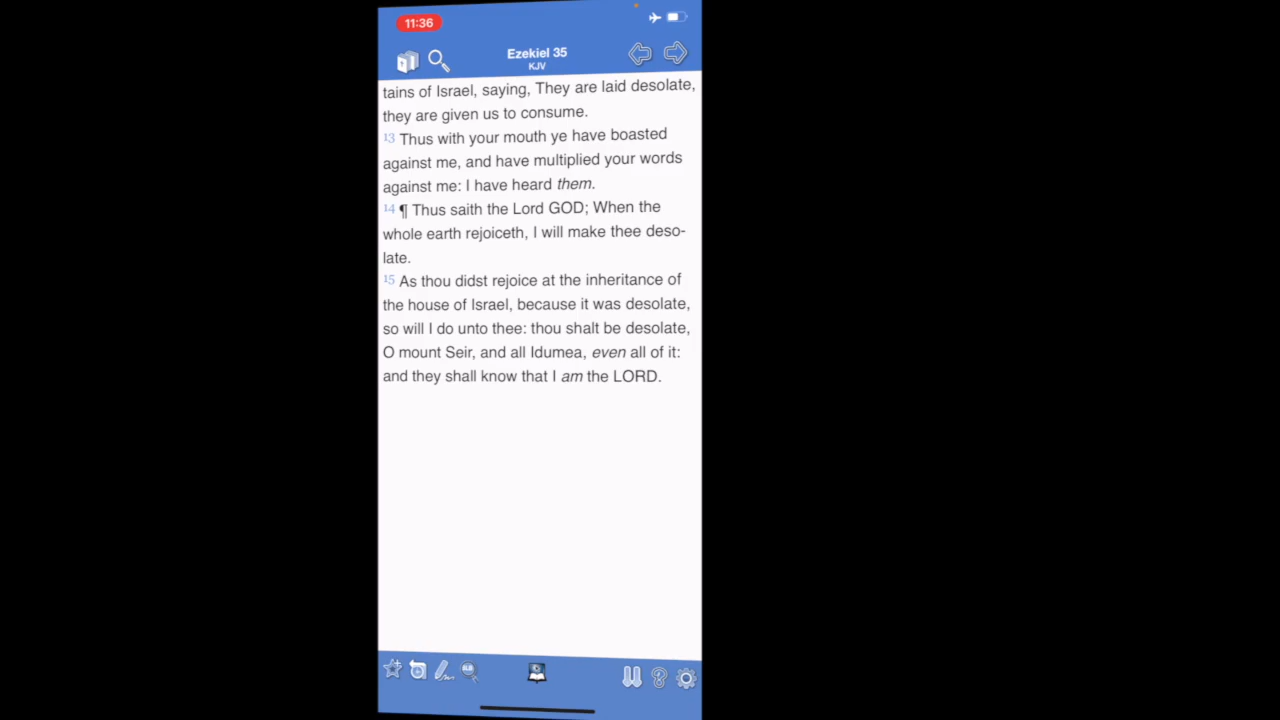 11:36
Ezekiel 35
KJV
tains of Israel, saying, They are laid desolate,
they are given us to consume.
13 Thus with your mouth ye have boasted
against me, and have multiplied your words
against me: I have heard them.
14 ¶ Thus saith the Lord GOD; When the
whole earth rejoiceth, I will make thee deso-
late.
15 As thou didst rejoice at the inheritance of
the house of Israel, because it was desolate,
so will I do unto thee: thou shalt be desolate,
O mount Seir, and all Idumea, even all of it:
and they shall know that I am the LORD.